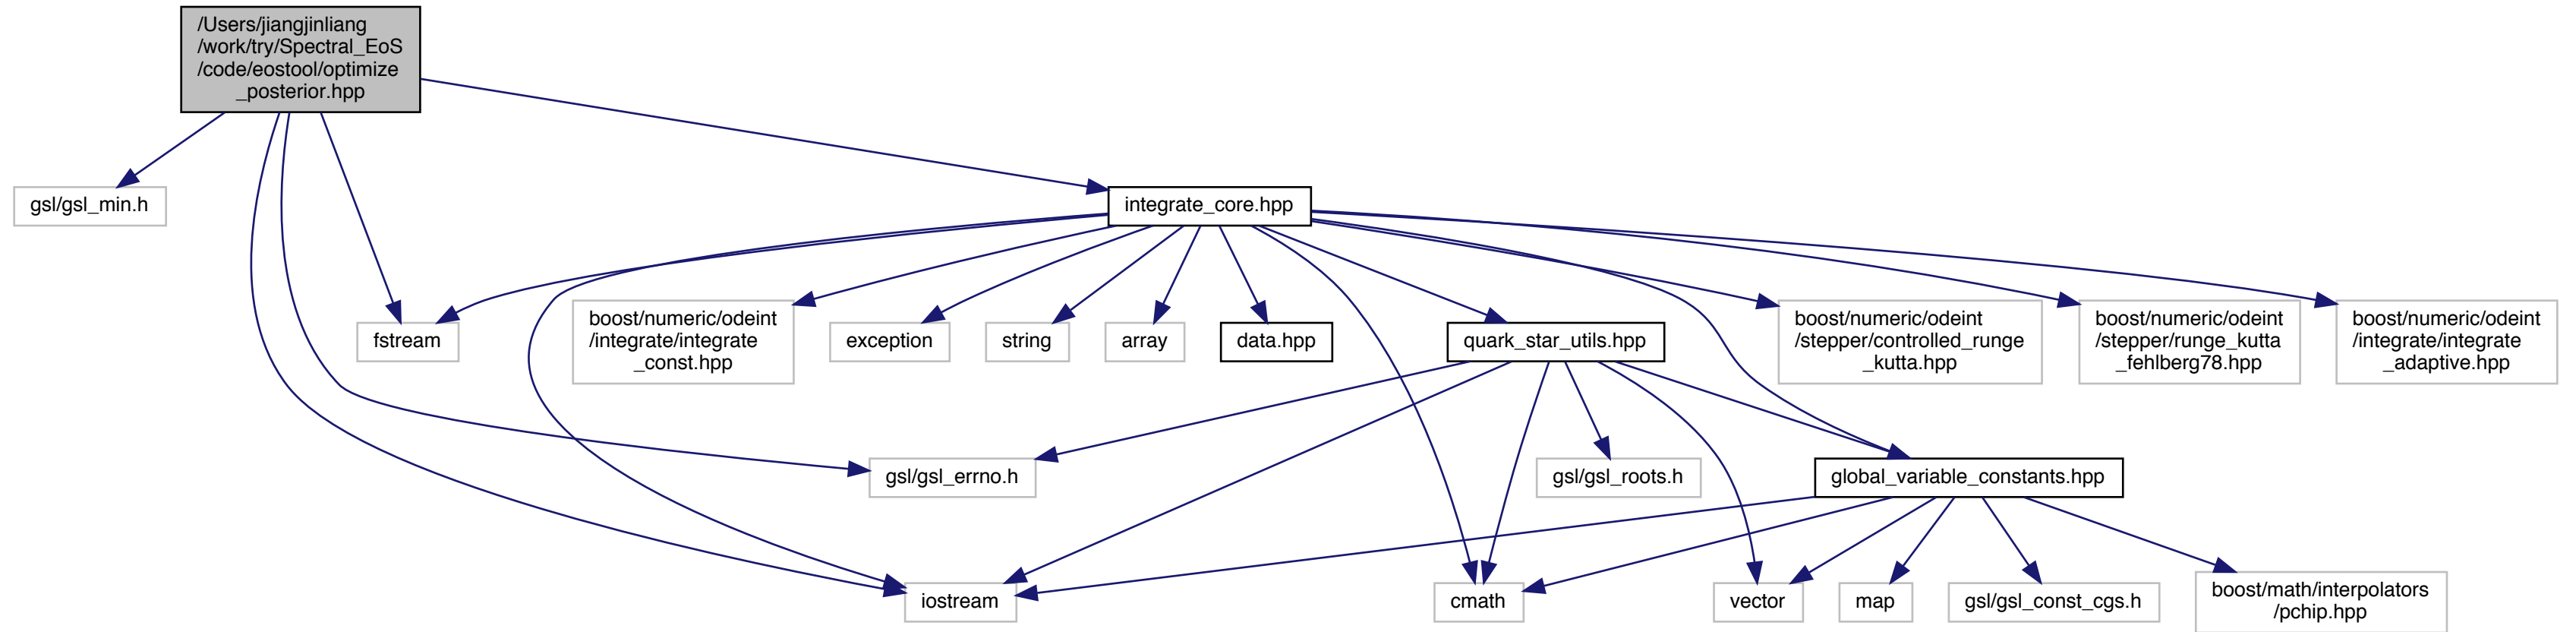 /Users/jiangjinliang
/work/try/Spectral_EoS
/code/eostool/optimize
_posterior.hpp
gsl/gsl_min.h
integrate_core.hpp
fstream
boost/numeric/odeint
/integrate/integrate
_const.hpp
exception
string
array
data.hpp
quark_star_utils.hpp
boost/numeric/odeint
/stepper/controlled_runge
_kutta.hpp
boost/numeric/odeint
/stepper/runge_kutta
_fehlberg78.hpp
boost/numeric/odeint
/integrate/integrate
_adaptive.hpp
gsl/gsl_errno.h
gsl/gsl_roots.h
global_variable_constants.hpp
iostream
cmath
vector
map
gsl/gsl_const_cgs.h
boost/math/interpolators
/pchip.hpp